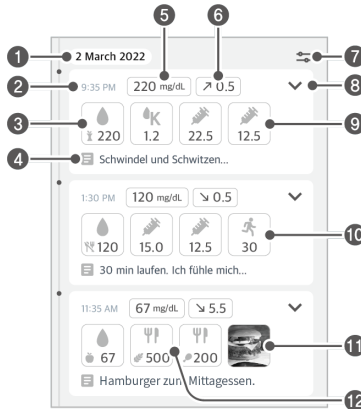 5 6
1 2 March 2022 7
2 9:35 PM 220 mg/dL ↗ 0.5 8
K
3 220 1.2 22.5 12.5 9
4 Schwindel und Schwitzen...
1:30 PM 120 mg/dL ↘ 0.5
120 15.0 12.5 30 10
30 min laufen. Ich fühle mich...
11:35 AM 67 mg/dL ↘ 5.5
67 500 200 11
Hamburger zum Mittagessen.
12